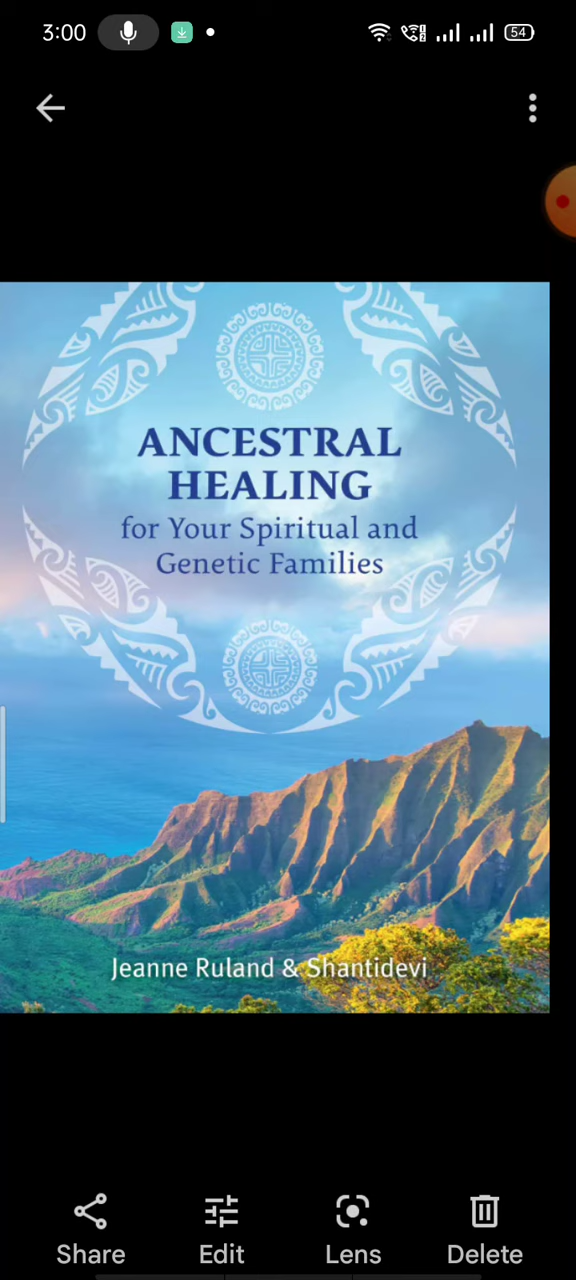 3:00
54
ANCESTRAL
HEALING
for Your Spiritual and
Genetic Families
Jeanne Ruland & Shantidevi
Share Edit Lens Delete